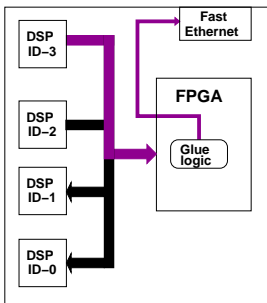 DSP
ID-3
Fast
Ethernet
DSP
ID-2
FPGA
Glue
logic
DSP
ID-1
DSP
ID-0